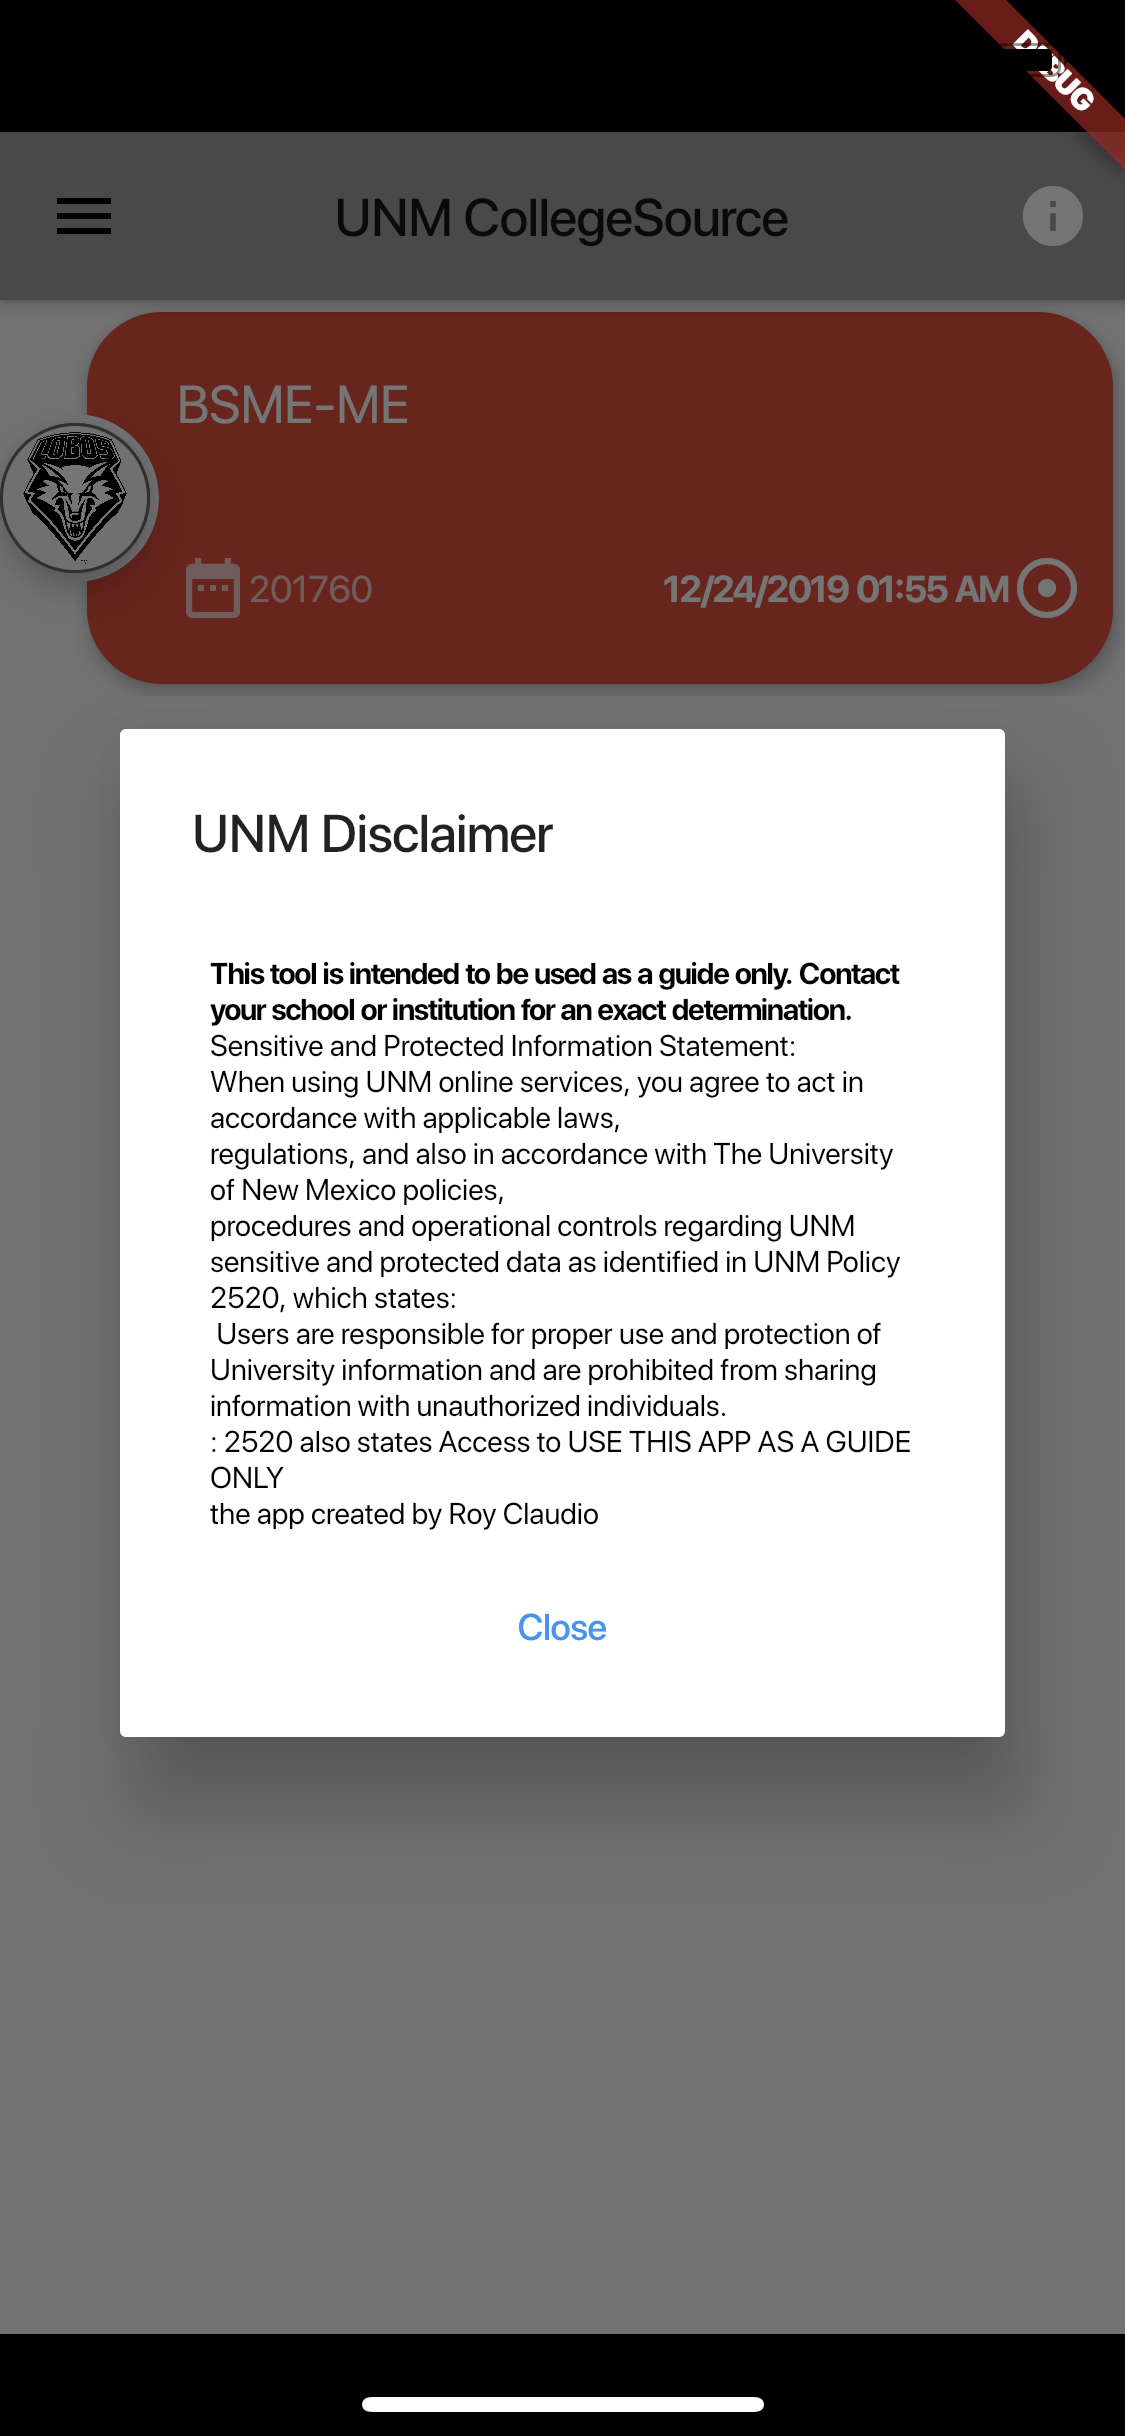 UNM CollegeSource
BSME-ME
LOBOS
201760
12/24/2019 01:55 AM
UNM Disclaimer
This tool is intended to be used as a guide only. Contact
your school or institution for an exact determination.
Sensitive and Protected Information Statement:
When using UNM online services, you agree to act in
accordance with applicable laws,
regulations, and also in accordance with The University
of New Mexico policies,
procedures and operational controls regarding UNM
sensitive and protected data as identified in UNM Policy
2520, which states:
Users are responsible for proper use and protection of
University information and are prohibited from sharing
information with unauthorized individuals.
: 2520 also states Access to USE THIS APP AS A GUIDE
ONLY
the app created by Roy Claudio
Close